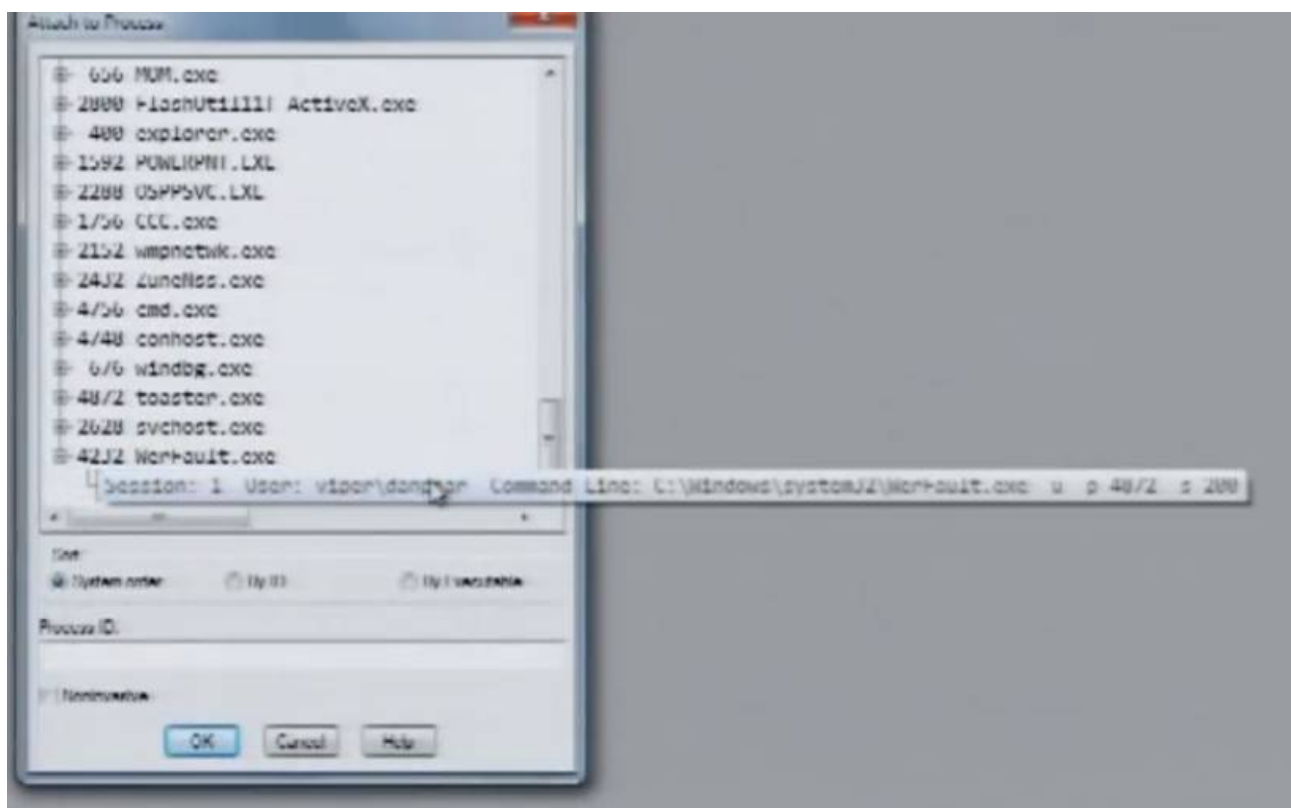 Attach to Process
656 MOM.exe
2800 ActiveX.exe
400 explorer.exe
1592 POWERPNT.EXE
2288 OSPPSVC.EXE
1756 CCC.exe
2152 wmpnetwk.exe
2432 ZuneNss.exe
4756 cmd.exe
4748 conhost.exe
676 windbg.exe
4872 toaster.exe
2628 svchost.exe
4232 WerFault.exe
Session: 1 User: Command Line: C:\Windows\system32\WerFault.exe -u -p 4872 -s 200
Sort:
System order By ID By Executable
Process ID:
Noninvasive
OK Cancel Help